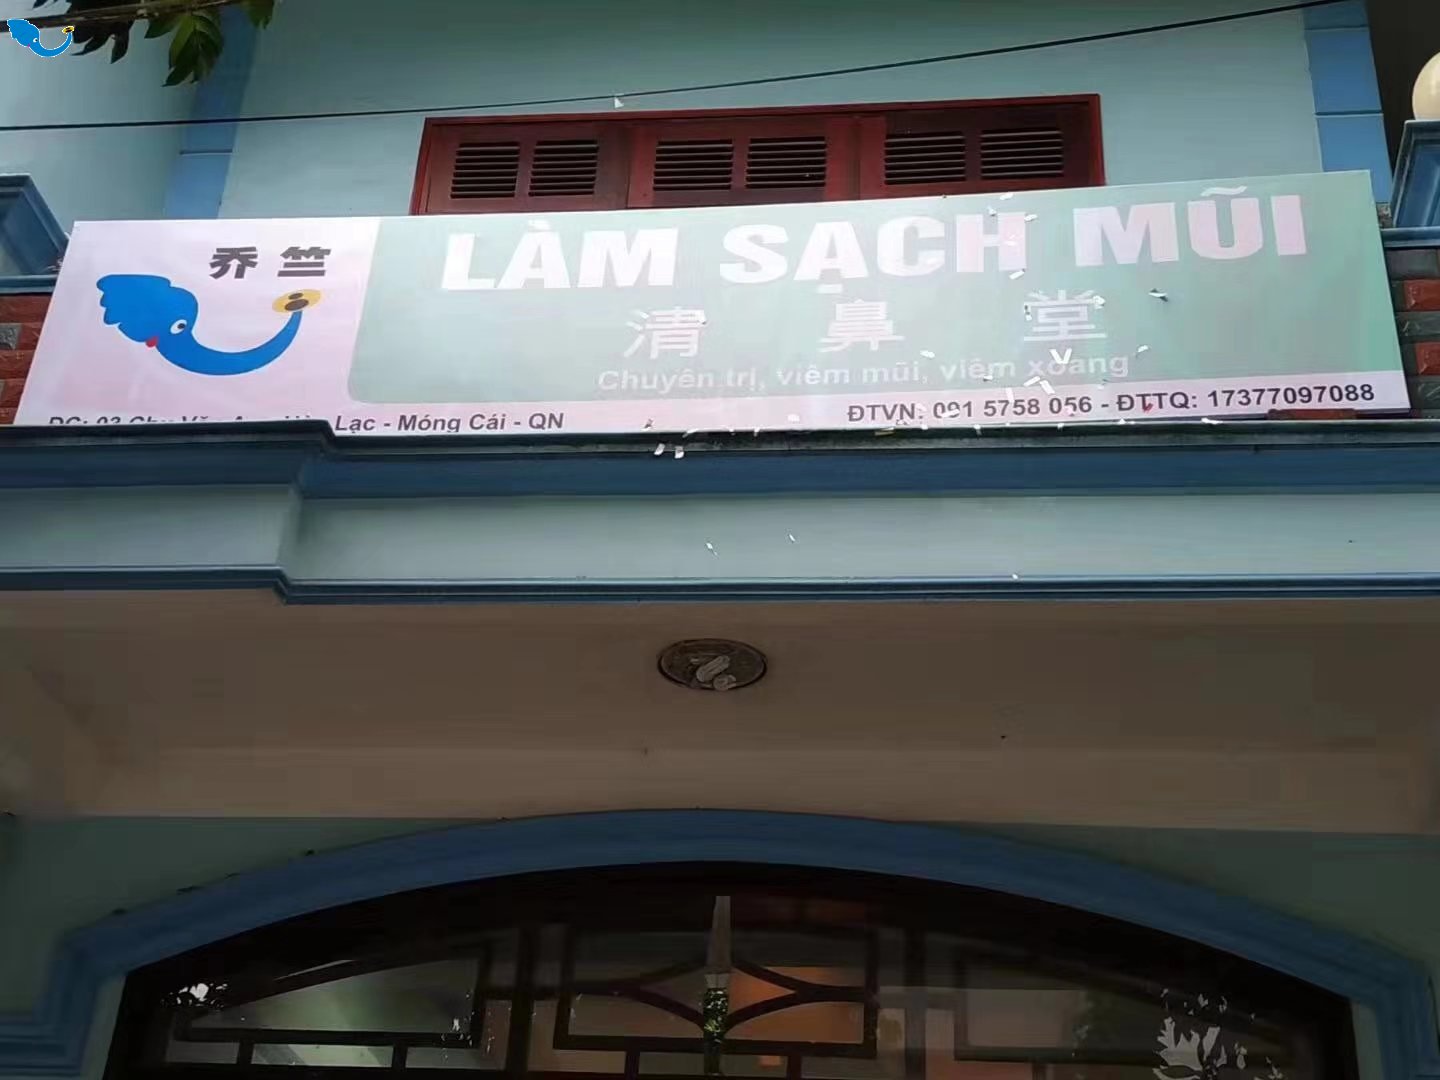 乔竺
LÀM SẠCH MŨI
清鼻堂
Chuyên trị, viêm mũi, viêm xoang
Lạc - Móng Cái - QN
ĐTVN: 091 5758 056 - ĐTTQ: 17377097088